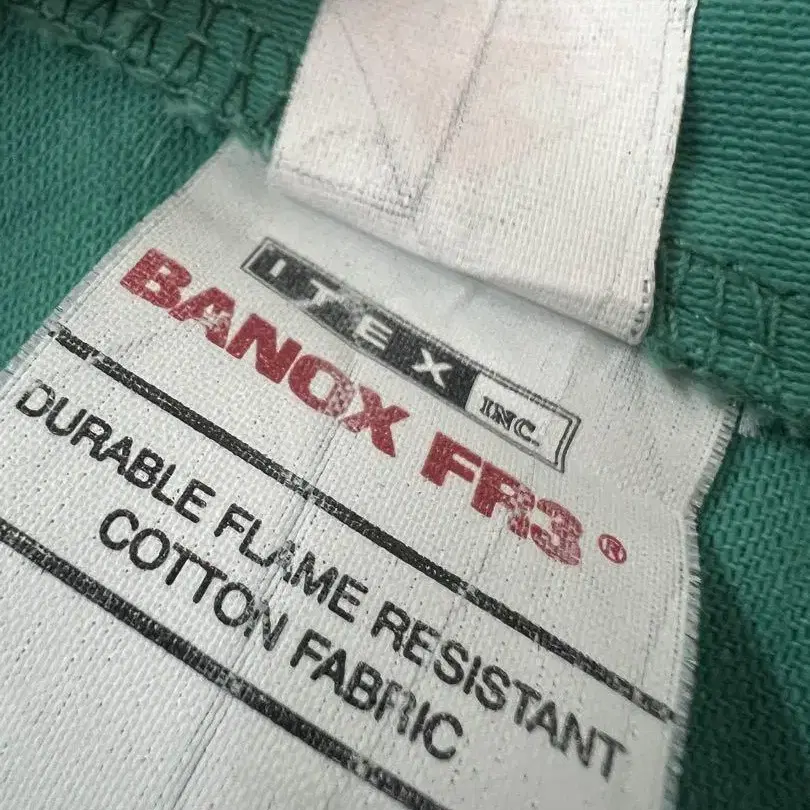 ITEX INC.
BANOX FR3®
DURABLE FLAME RESISTANT
COTTON FABRIC